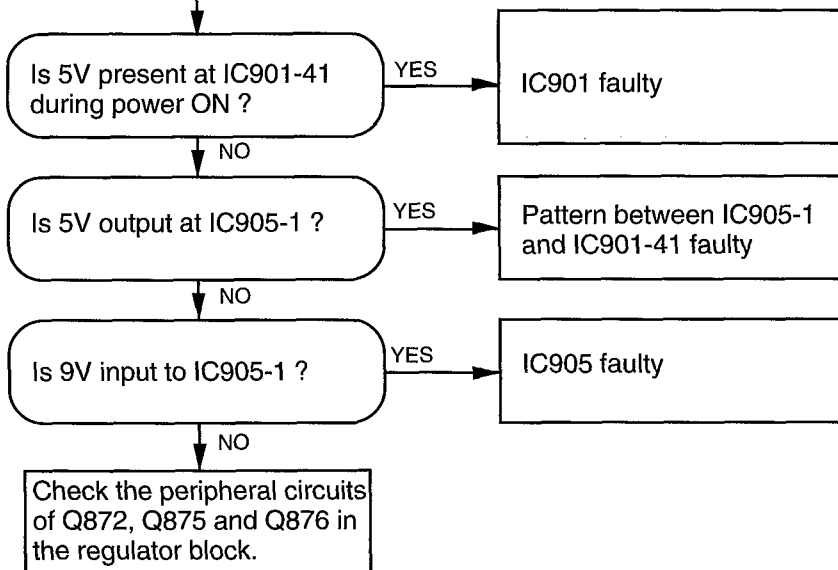 Is 5V present at IC901-41
during power ON ?
YES
IC901 faulty
NO
Is 5V output at IC905-1 ?
YES
Pattern between IC905-1
and IC901-41 faulty
NO
Is 9V input to IC905-1 ?
YES
IC905 faulty
NO
Check the peripheral circuits
of Q872, Q875 and Q876 in
the regulator block.